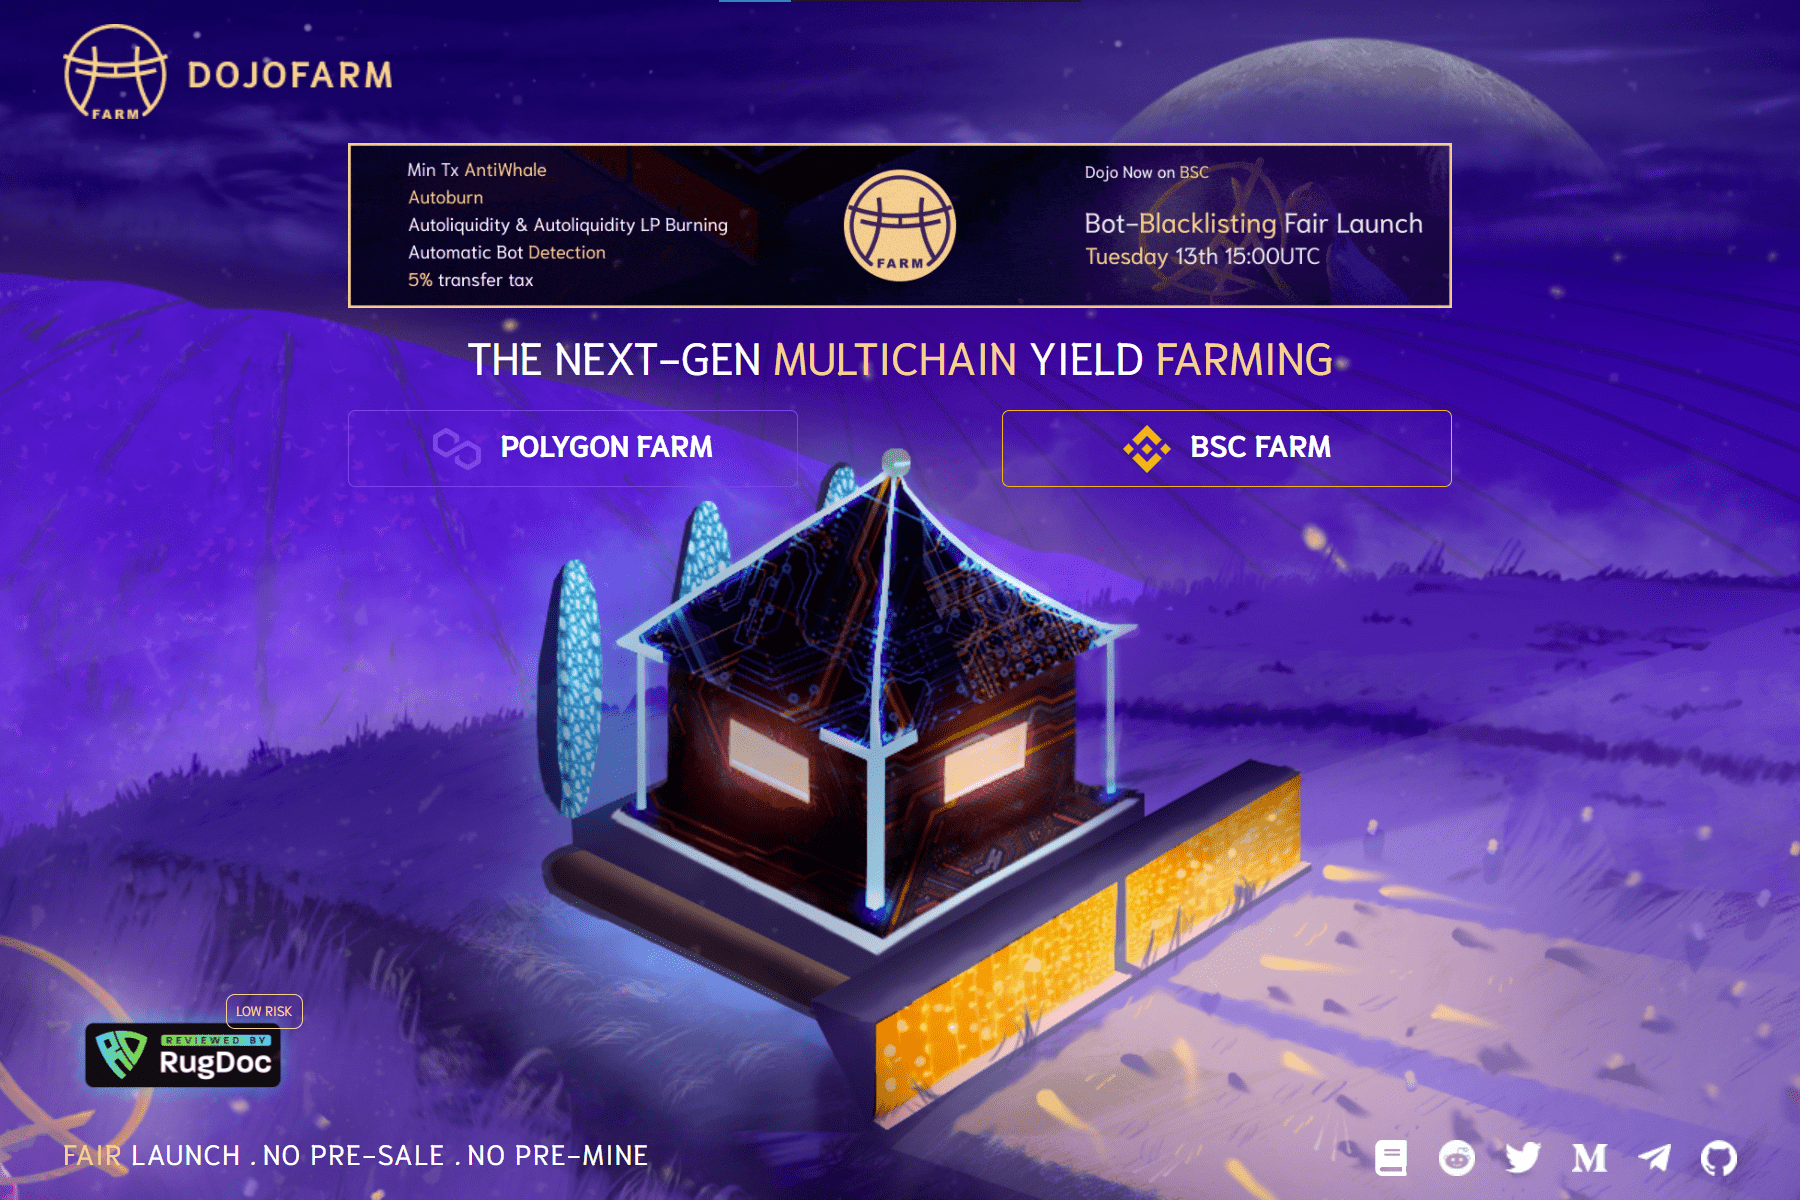 FARM
DOJOFARM
Min Tx AntiWhale
Autoburn
Autoliquidity & Autoliquidity LP Burning
Automatic Bot Detection
5% transfer tax
FARM
Dojo Now on BSC
Bot-Blacklisting Fair Launch
Tuesday 13th 15:00UTC
THE NEXT-GEN MULTICHAIN YIELD FARMING
POLYGON FARM
BSC FARM
LOW RISK
REVIEWED BY
RugDoc
FAIR LAUNCH . NO PRE-SALE . NO PRE-MINE